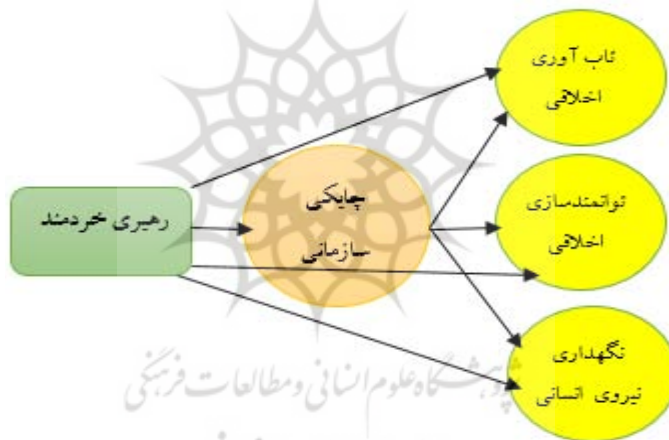 تاب آوری
اخلاقی
چابکی
سازمانی
رهبری خردمند
توانمندسازی
اخلاقی
نگهداری
نیروی انسانی
پژوهشگاه علوم انسانی و مطالعات فرهنگی